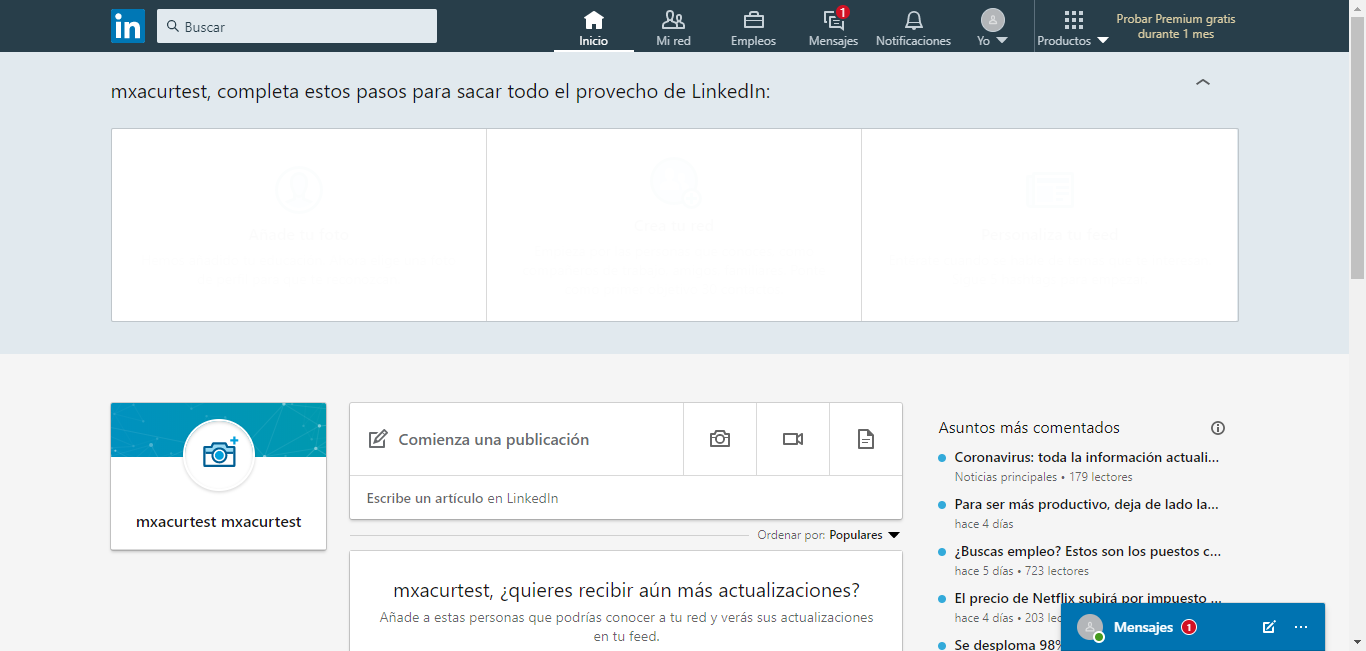 in
Buscar
Inicio
Mi red
Empleos
1
Mensajes
Notificaciones
Yo
Productos
Probar Premium gratis
durante 1 mes
mxacurtest, completa estos pasos para sacar todo el provecho de LinkedIn:
mxacurtest mxacurtest
Comienza una publicación
Escribe un artículo en LinkedIn
Ordenar por: Populares
mxacurtest, ¿quieres recibir aún más actualizaciones?
Añade a estas personas que podrías conocer a tu red y verás sus actualizaciones
en tu feed.
Asuntos más comentados
Coronavirus: toda la información actuali...
Noticias principales • 179 lectores
Para ser más productivo, deja de lado la...
hace 4 días
¿Buscas empleo? Estos son los puestos c...
hace 5 días • 723 lectores
El precio de Netflix subirá por impuesto ...
hace 4 días • 203 lec
Se desploma 98%
Mensajes 1